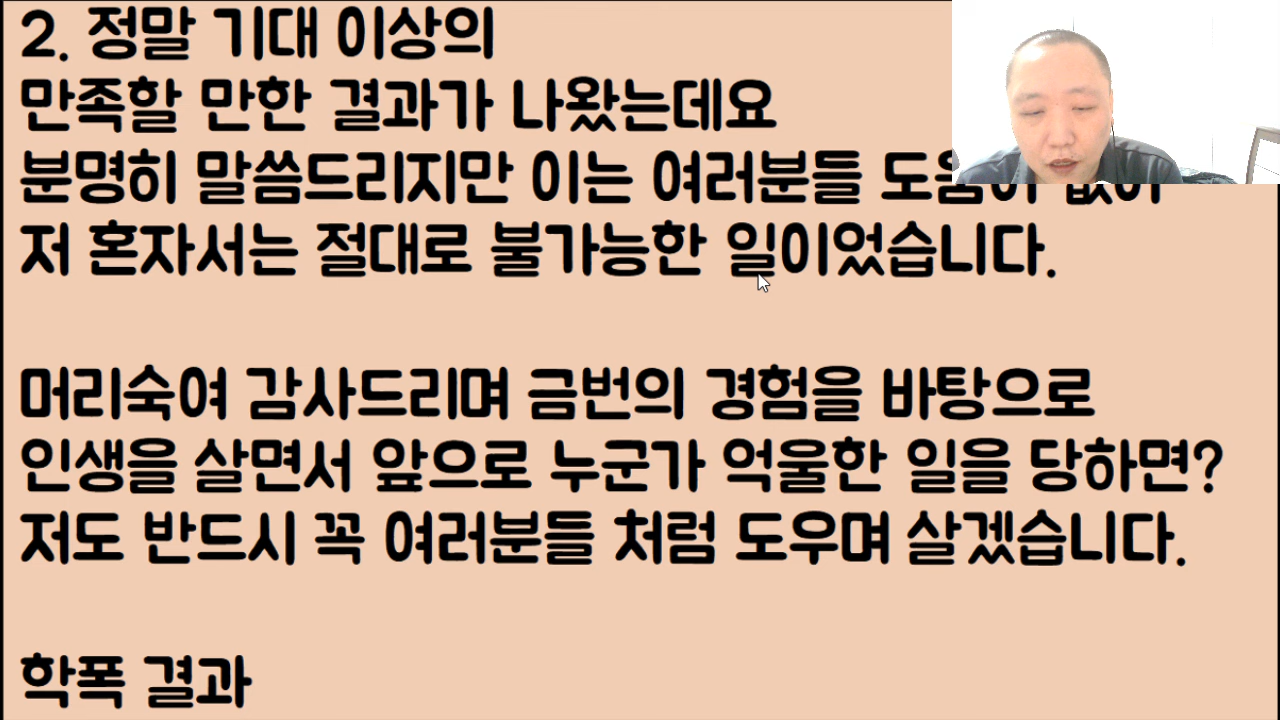 2. 정말 기대 이상의
만족할 만한 결과가 나왔는데요
분명히 말씀드리지만 이는 여러분들
저 혼자서는 절대로 불가능한 일이었습니다.
머리숙여 감사드리며 금번의 경험을 바탕으로
인생을 살면서 앞으로 누군가 억울한 일을 당하면?
저도 반드시 꼭 여러분들 처럼 도우며 살겠습니다.
학폭 결과